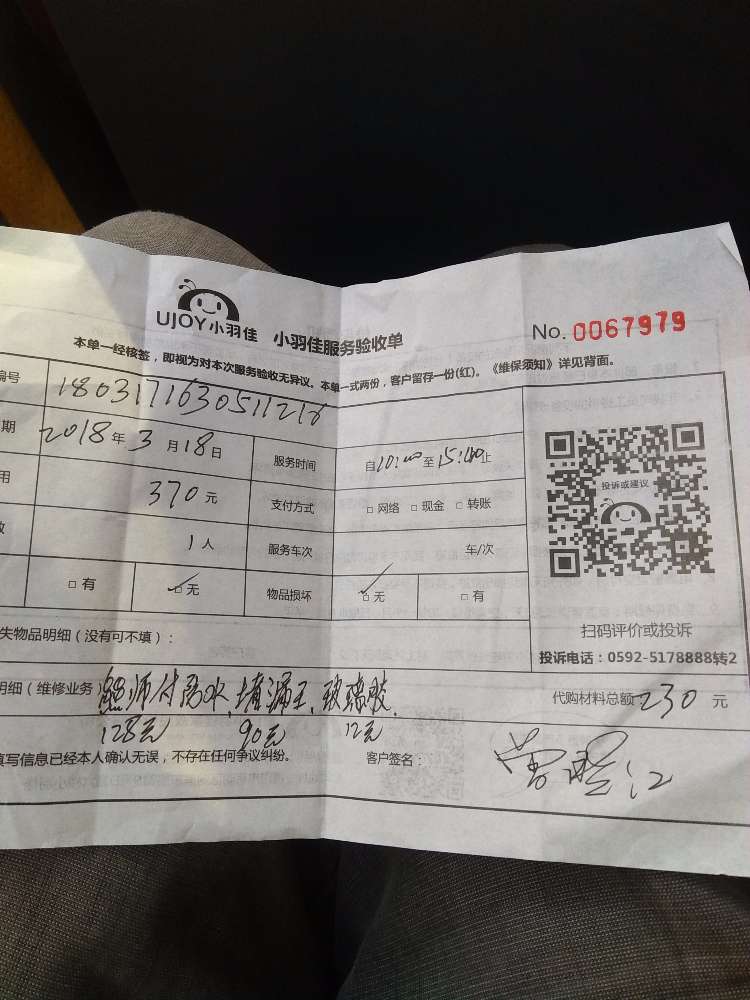 UJOY小羽佳 小羽佳服务验收单 No. 0067979
本单一经核签，即视为对本次服务验收无异议。本单一式两份，客户留存一份(红)。《维保须知》详见背面。
编号 1803171630511216
期 2018年3月18日 服务时间 自10:00至15:40止
用 370元 支付方式 □网络 □现金 □转账
数 1人 服务车次 车/次
□有 ☑无 物品损坏 ☑无 □有
投诉或建议
扫码评价或投诉
投诉电话：0592-5178888转2
失物品明细（没有可不填）：
明细（维修业务 师付防水、堵漏王、玻璃胶. 代购材料总额 230 元
128元 90元 12元
填写信息已经本人确认无误，不存在任何争议纠纷。 客户签名：